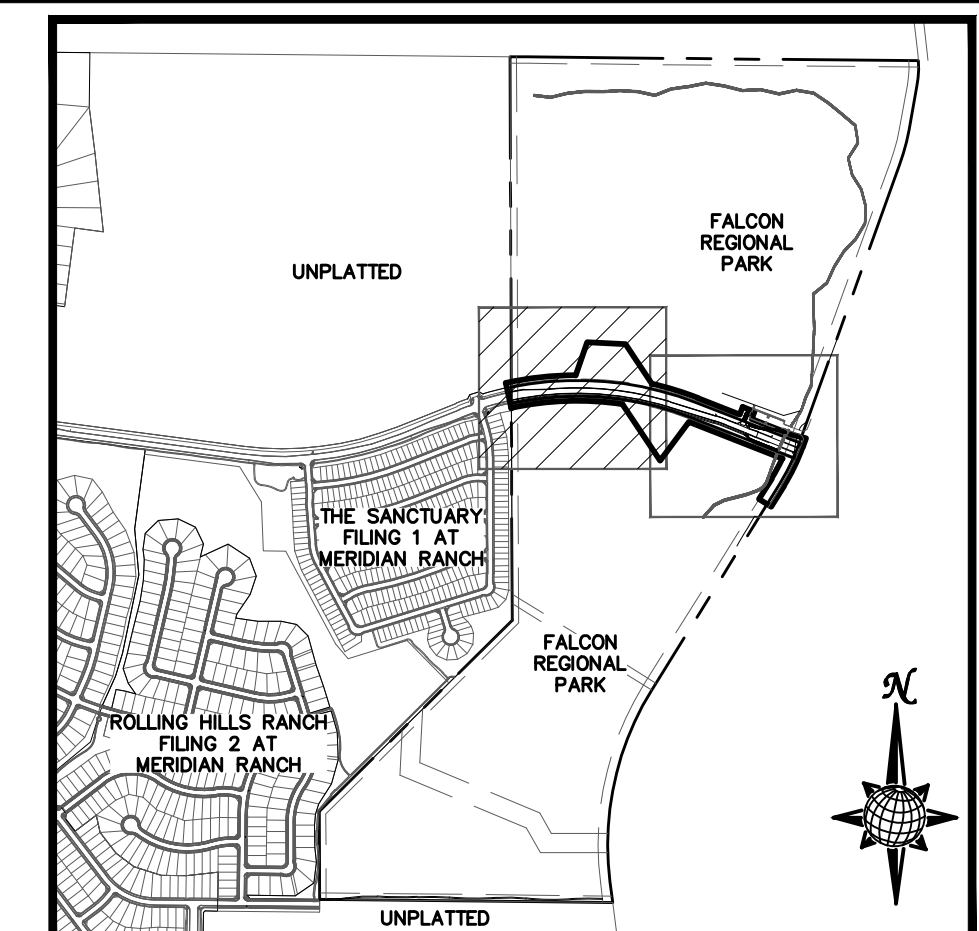 FALCON
REGIONAL
PARK
UNPLATTED
THE SANCTUARY
FILING 1 AT
MERIDIAN RANCH
FALCON
REGIONAL
PARK
N
ROLLING HILLS RANCH
FILING 2 AT
MERIDIAN RANCH
UNPLATTED